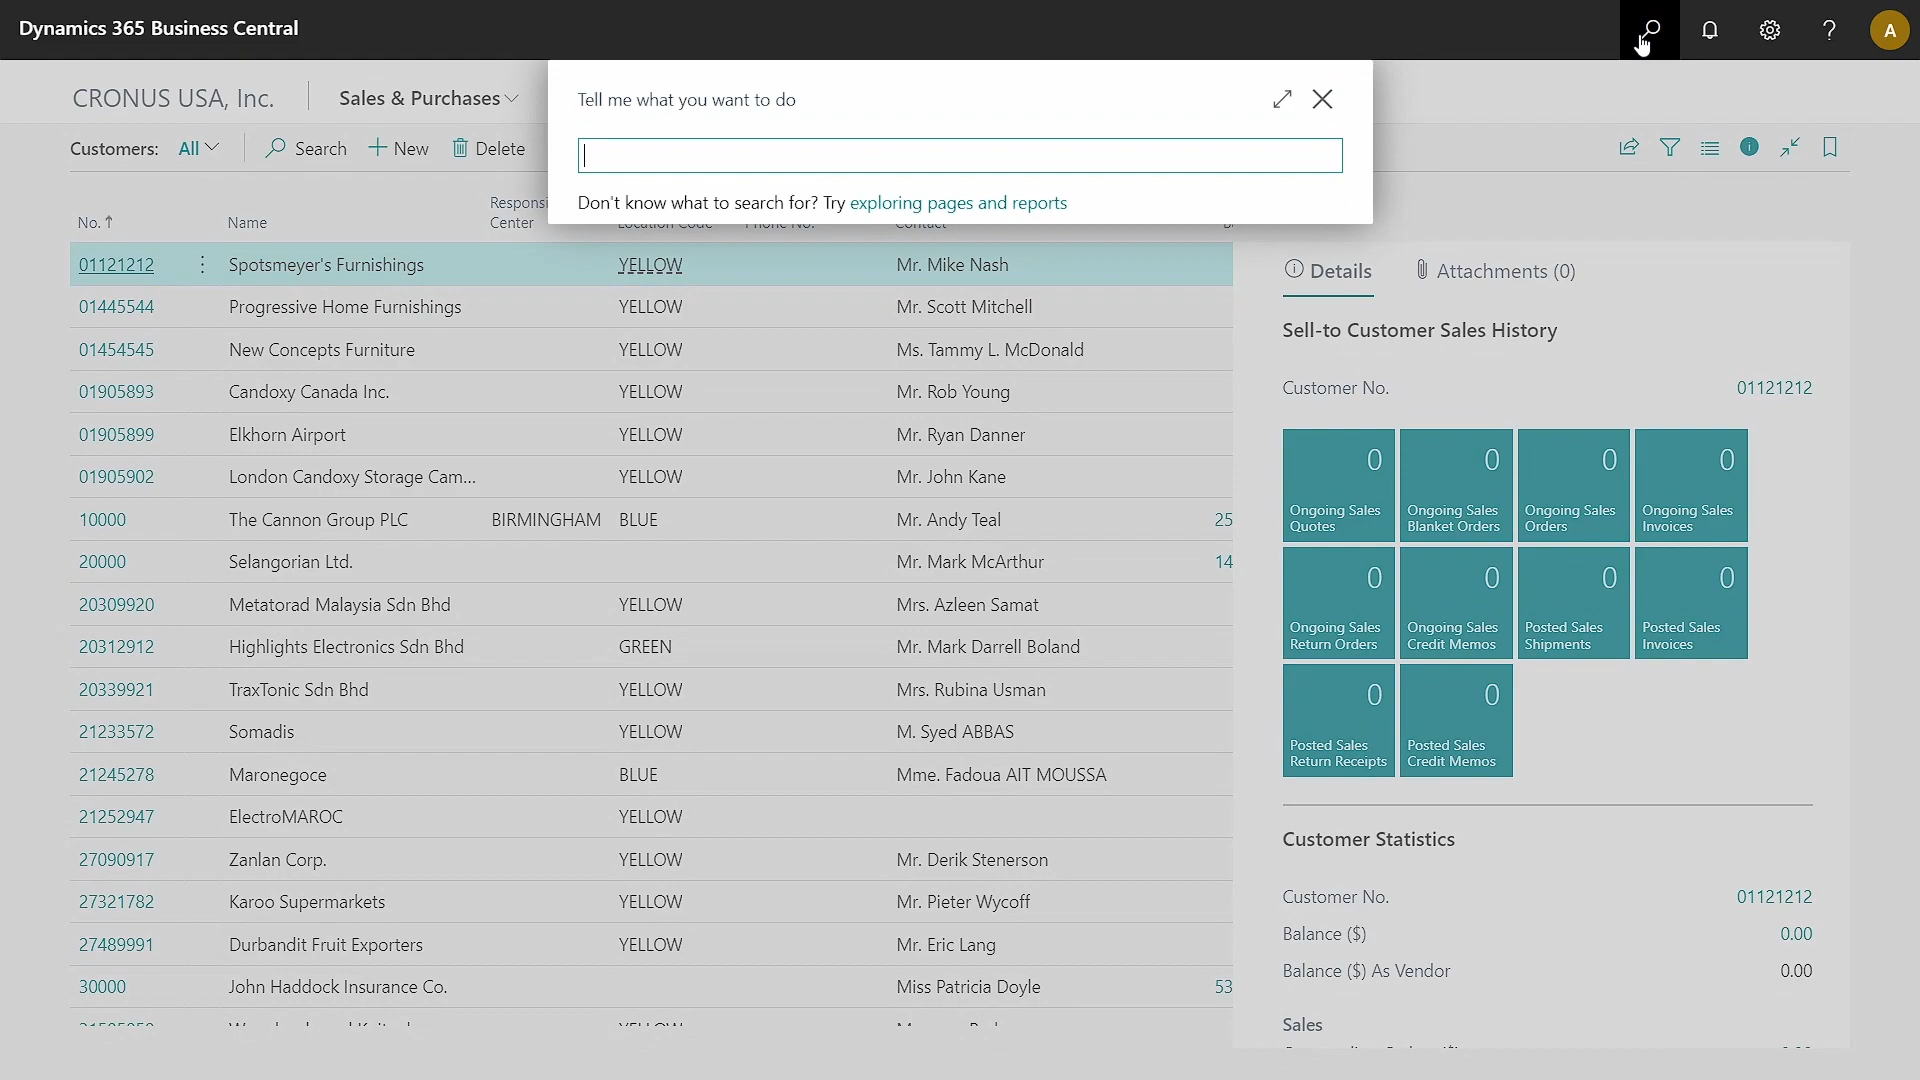 Dynamics 365 Business Central
A
CRONUS USA, Inc.
Sales & Purchases
Tell me what you want to do
Don't know what to search for? Try exploring pages and reports
Customers: All Search New Delete
No. Name Responsi Center Location Code Phone No. Contact
01121212 Spotsmeyer's Furnishings YELLOW Mr. Mike Nash
01445544 Progressive Home Furnishings YELLOW Mr. Scott Mitchell
01454545 New Concepts Furniture YELLOW Ms. Tammy L. McDonald
01905893 Candoxy Canada Inc. YELLOW Mr. Rob Young
01905899 Elkhorn Airport YELLOW Mr. Ryan Danner
01905902 London Candoxy Storage Cam... YELLOW Mr. John Kane
10000 The Cannon Group PLC BIRMINGHAM BLUE Mr. Andy Teal 25
20000 Selangorian Ltd. Mr. Mark McArthur 14
20309920 Metatorad Malaysia Sdn Bhd YELLOW Mrs. Azleen Samat
20312912 Highlights Electronics Sdn Bhd GREEN Mr. Mark Darrell Boland
20339921 TraxTonic Sdn Bhd YELLOW Mrs. Rubina Usman
21233572 Somadis YELLOW M. Syed ABBAS
21245278 Maronegoce BLUE Mme. Fadoua AIT MOUSSA
21252947 ElectroMAROC YELLOW
27090917 Zanlan Corp. YELLOW Mr. Derik Stenerson
27321782 Karoo Supermarkets YELLOW Mr. Pieter Wycoff
27489991 Durbandit Fruit Exporters YELLOW Mr. Eric Lang
30000 John Haddock Insurance Co. Miss Patricia Doyle 53
Details Attachments (0)
Sell-to Customer Sales History
Customer No. 01121212
0 0 0 0
Ongoing Sales Quotes
Ongoing Sales Blanket Orders
Ongoing Sales Orders
Ongoing Sales Invoices
0 0 0 0
Ongoing Sales Return Orders
Ongoing Sales Credit Memos
Posted Sales Shipments
Posted Sales Invoices
0 0
Posted Sales Return Receipts
Posted Sales Credit Memos
Customer Statistics
Customer No. 01121212
Balance ($) 0.00
Balance ($) As Vendor 0.00
Sales